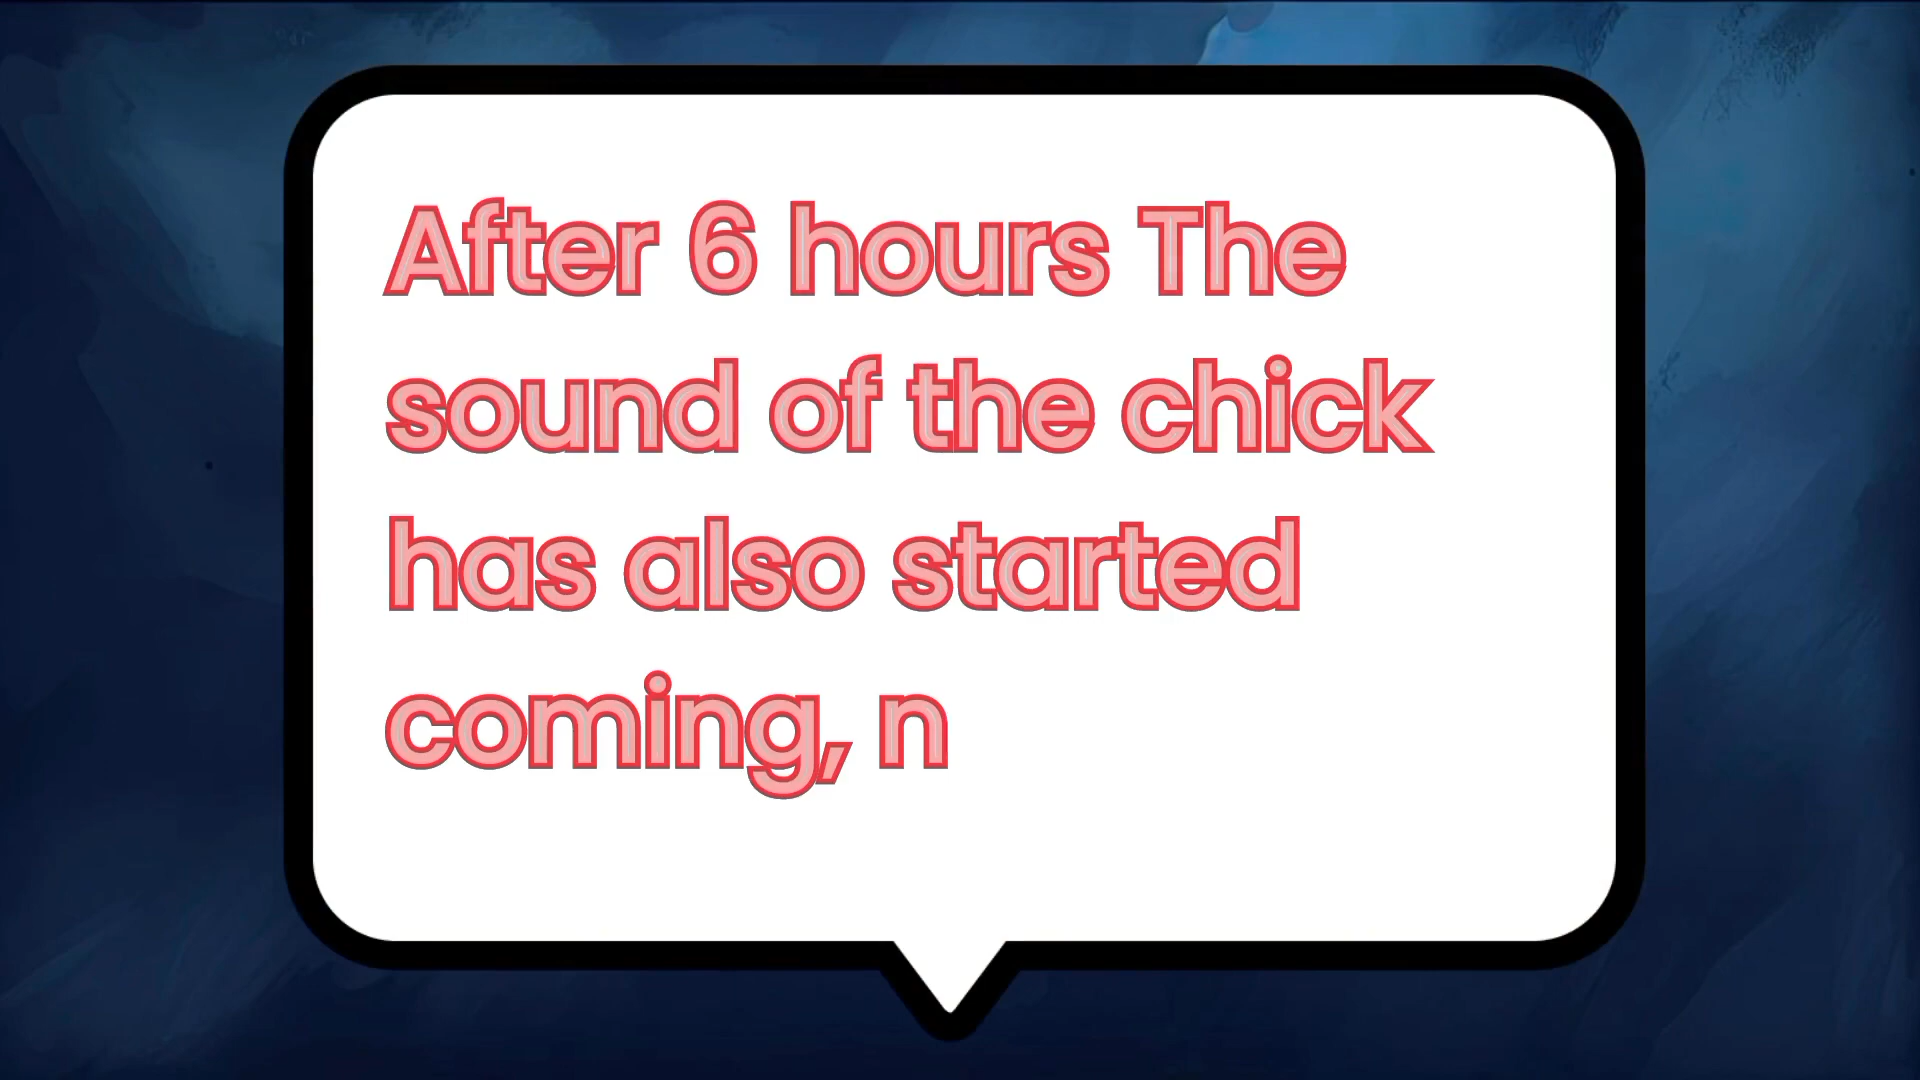 After 6 hours The
sound of the chick
has also started
coming, n